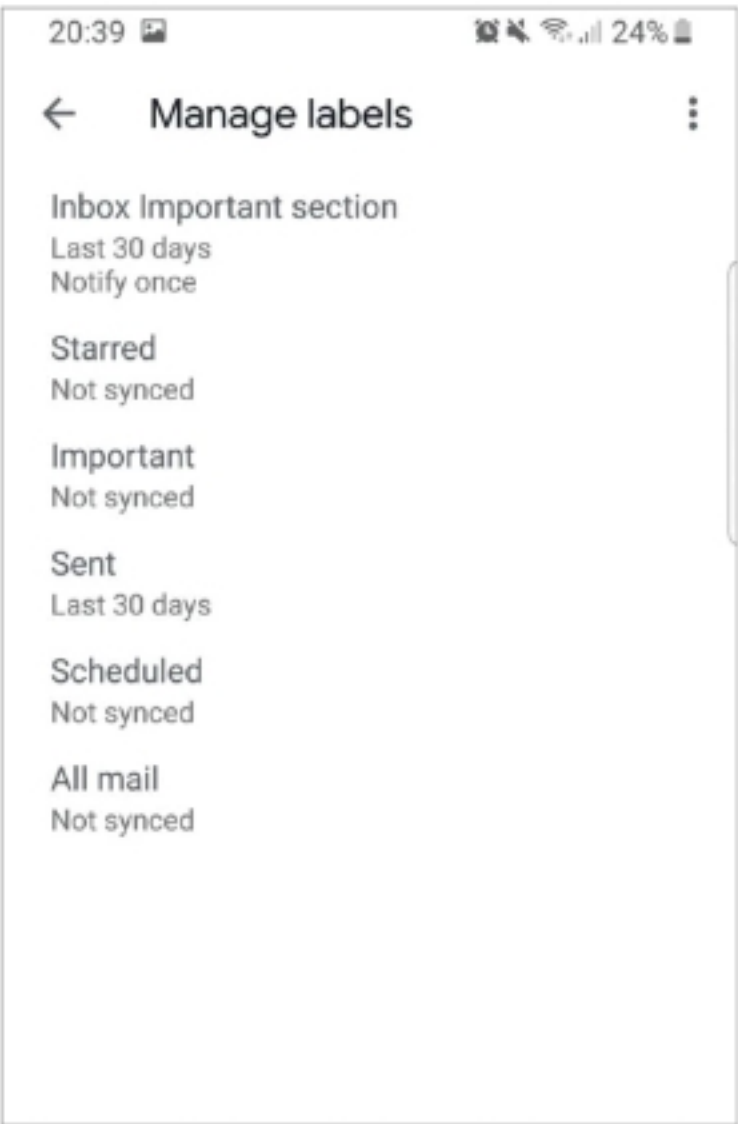 20:39 24%
Manage labels
Inbox Important section
Last 30 days
Notify once
Starred
Not synced
Important
Not synced
Sent
Last 30 days
Scheduled
Not synced
All mail
Not synced